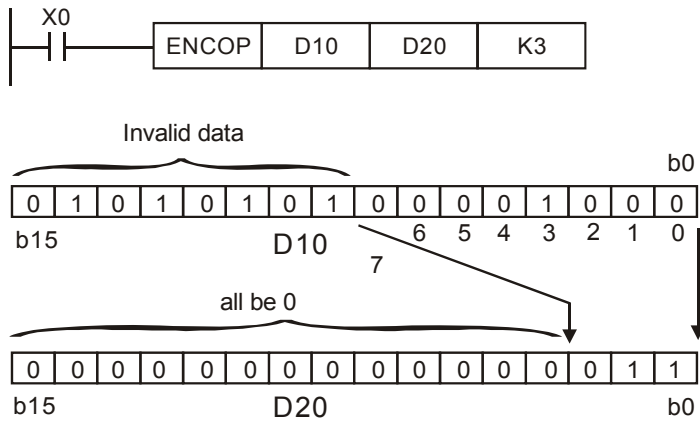 X0
ENCOP D10 D20 K3
Invalid data
b0
0 1 0 1 0 1 0 1 0 0 0 0 1 0 0 0
b15 D10 7 6 5 4 3 2 1 0
all be 0
0 0 0 0 0 0 0 0 0 0 0 0 0 0 1 1
b15 D20 b0